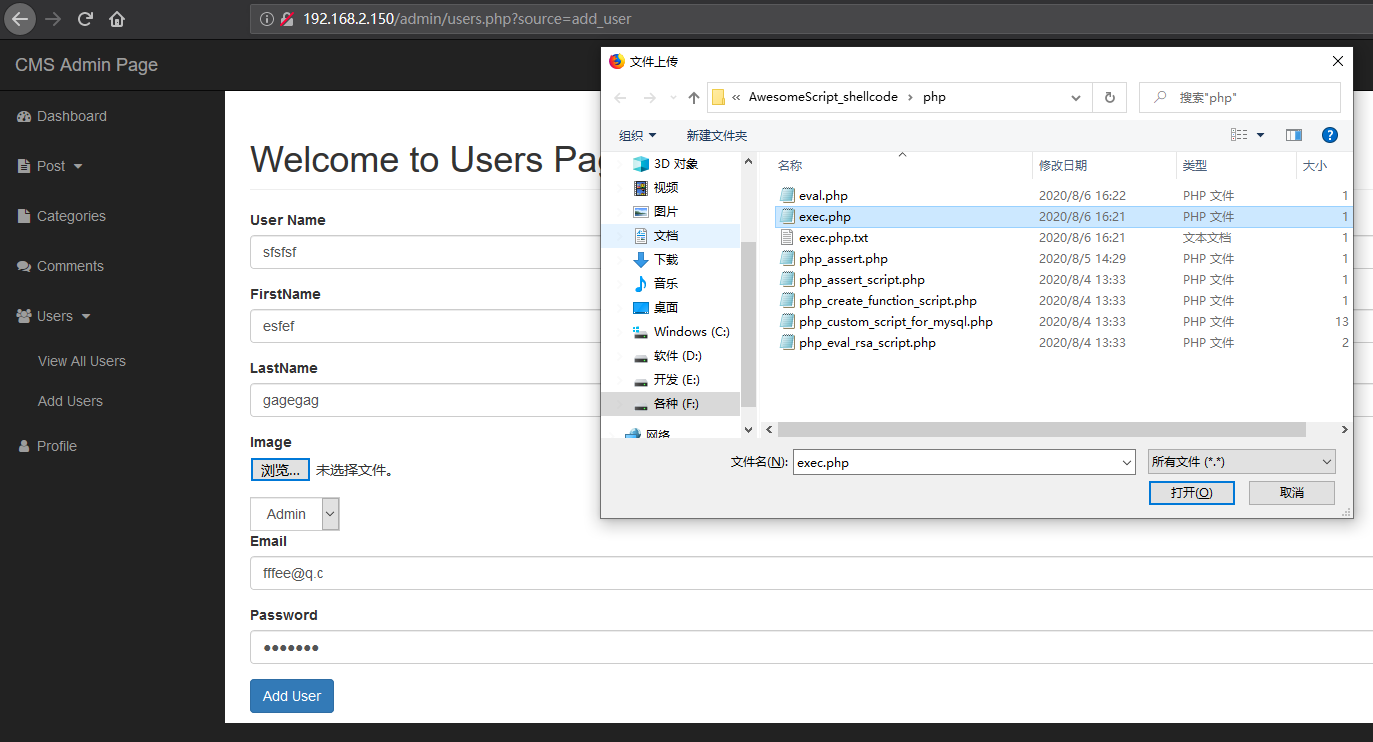 192.168.2.150/admin/users.php?source=add_user
CMS Admin Page
Dashboard
Post
Categories
Comments
Users
View All Users
Add Users
Profile
Welcome to Users Pa
User Name
sfsfsf
FirstName
esfef
LastName
gagegag
Image
浏览... 未选择文件。
Admin
Email
fffee@q.c
Password
●●●●●●●
Add User
文件上传
« AwesomeScript_shellcode › php
搜索"php"
组织 新建文件夹
3D 对象
视频
图片
文档
下载
音乐
桌面
Windows (C:)
软件 (D:)
开发 (E:)
各种 (F:)
网络
名称 修改日期 类型 大小
eval.php 2020/8/6 16:22 PHP 文件 1
exec.php 2020/8/6 16:21 PHP 文件 1
exec.php.txt 2020/8/6 16:21 文本文档 1
php_assert.php 2020/8/5 14:29 PHP 文件 1
php_assert_script.php 2020/8/4 13:33 PHP 文件 1
php_create_function_script.php 2020/8/4 13:33 PHP 文件 1
php_custom_script_for_mysql.php 2020/8/4 13:33 PHP 文件 13
php_eval_rsa_script.php 2020/8/4 13:33 PHP 文件 2
文件名(N): exec.php 所有文件 (*.*)
打开(O) 取消